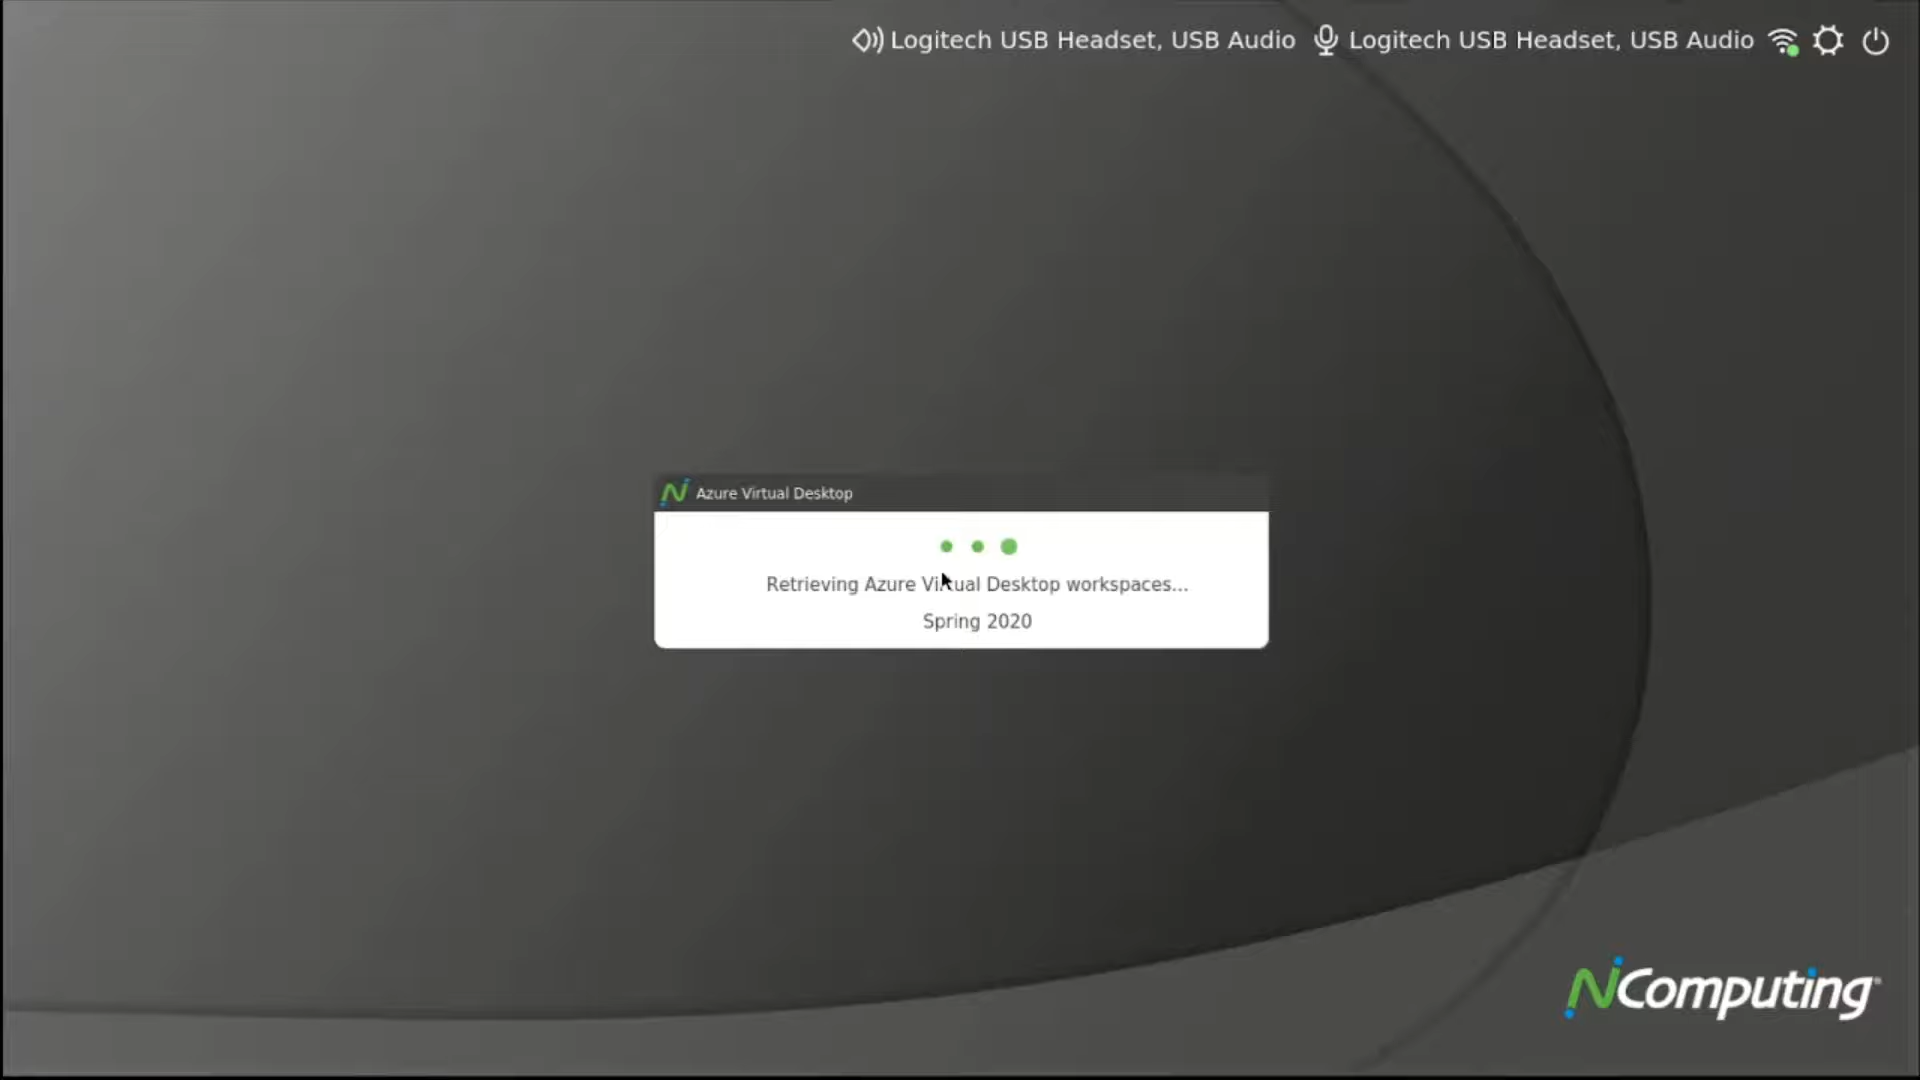 Logitech USB Headset, USB Audio Logitech USB Headset, USB Audio
Azure Virtual Desktop
Retrieving Azure Virtual Desktop workspaces...
Spring 2020
NComputing